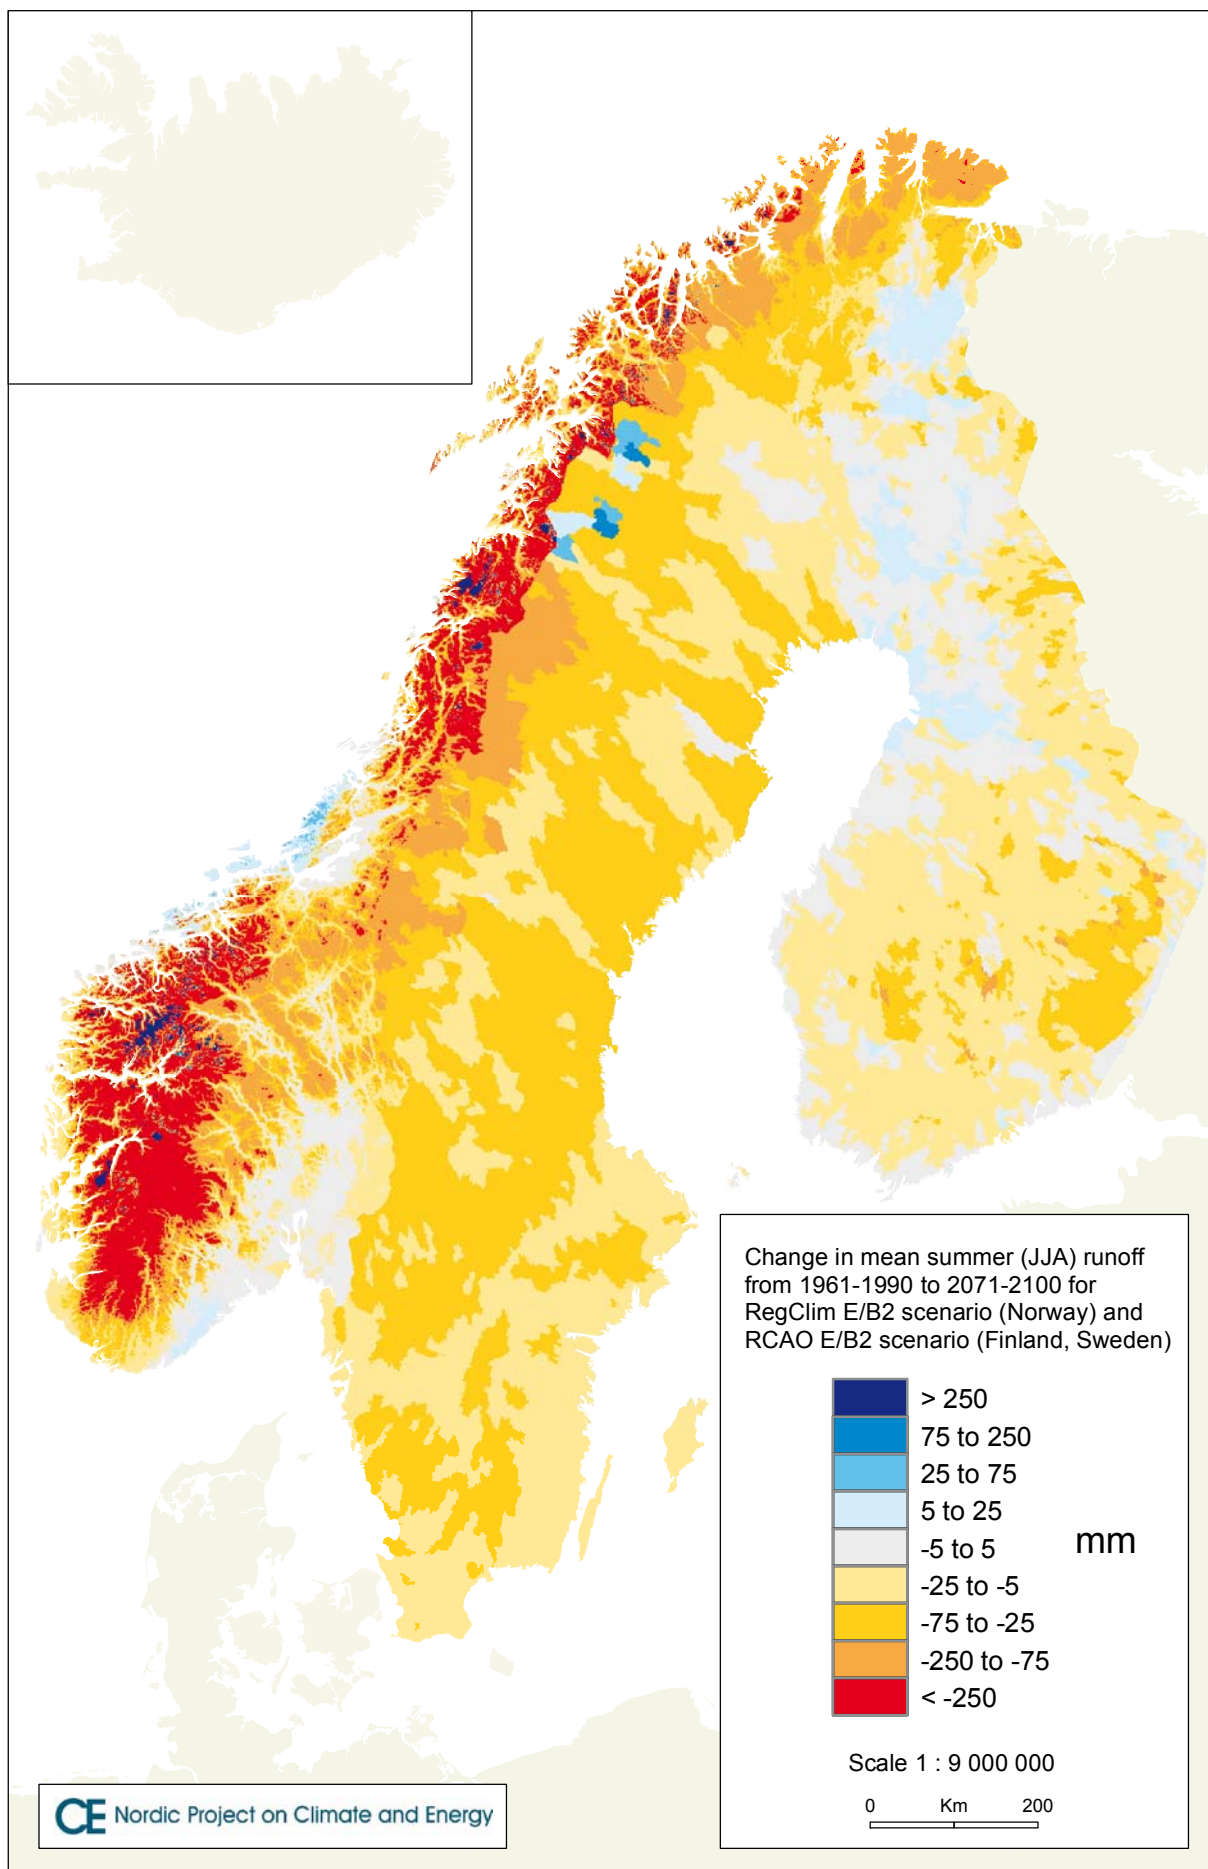 Change in mean summer (JJA) runoff
from 1961-1990 to 2071-2100 for
RegClim E/B2 scenario (Norway) and
RCAO E/B2 scenario (Finland, Sweden)
> 250
75 to 250
25 to 75
5 to 25
-5 to 5
mm
-25 to -5
-75 to -25
-250 to -75
< -250
Scale 1 : 9 000 000
0 Km 200
CE Nordic Project on Climate and Energy